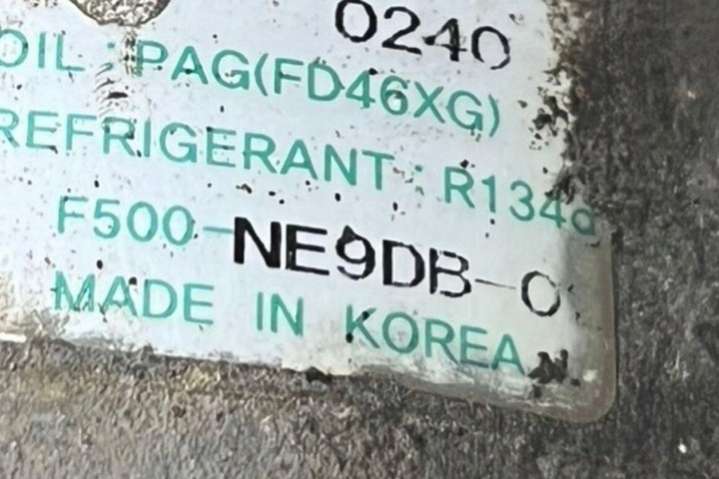 0240
OIL : PAG(FD46XG)
REFRIGERANT : R134a
F500-NE9DB-0
MADE IN KOREA